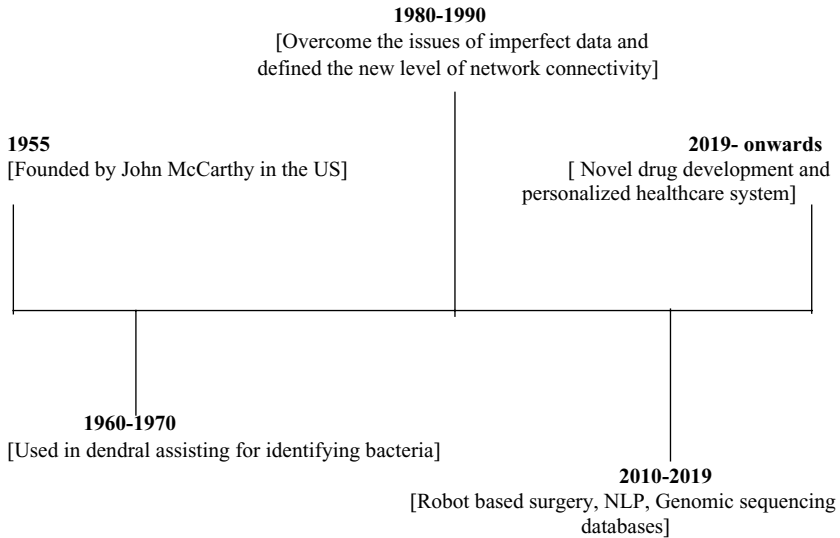 1980-1990
[Overcome the issues of imperfect data and
defined the new level of network connectivity]
1955
[Founded by John McCarthy in the US]
2019- onwards
[ Novel drug development and
personalized healthcare system]
1960-1970
[Used in dendral assisting for identifying bacteria]
2010-2019
[Robot based surgery, NLP, Genomic sequencing
databases]